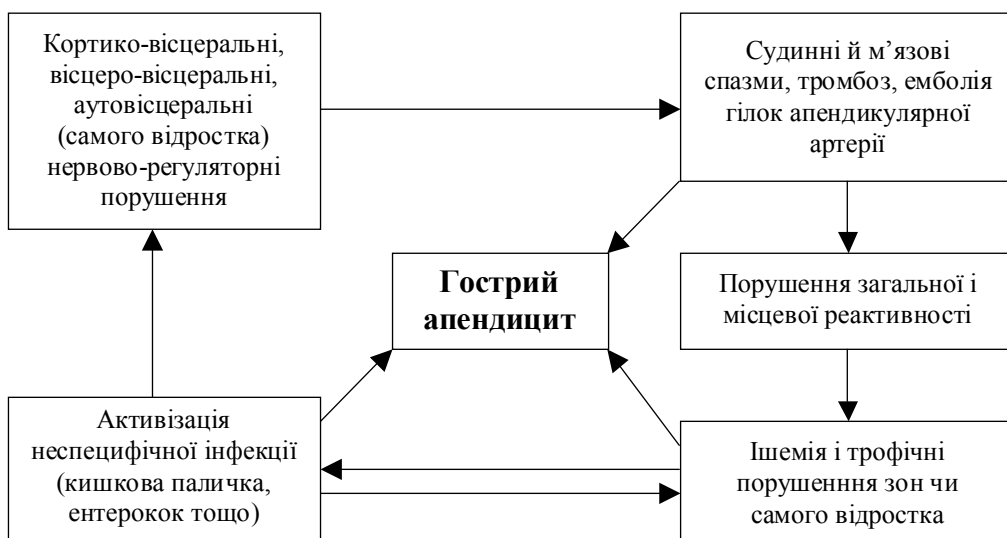 Кортико-вісцеральні,
вісцеро-вісцеральні,
аутовісцеральні
(самого відростка)
нервово-регуляторні
порушення
Судинні й м’язові
спазми, тромбоз, емболія
гілок апендикулярної
артерії
Гострий
апендицит
Порушення загальної і
місцевої реактивності
Активізація
неспецифічної інфекції
(кишкова паличка,
ентерокок тощо)
Ішемія і трофічні
порушенння зон чи
самого відростка